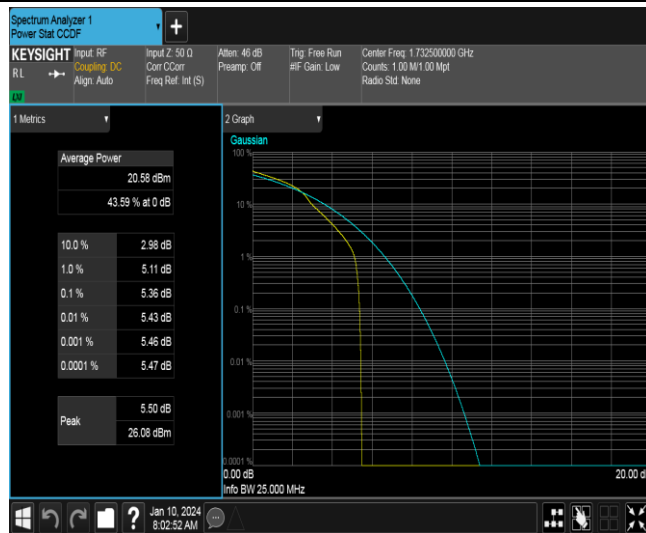 Spectrum Analyzer 1
Power Stat CCDF
KEYSIGHT
RL
Input: RF
Coupling: DC
Align: Auto
Input Z: 50 Ω
Corr CCorr
Freq Ref: Int (S)
Atten: 46 dB
Preamp: Off
Trig: Free Run
#IF Gain: Low
Center Freq: 1.732500000 GHz
Counts: 1.00 M/1.00 Mpt
Radio Std: None
1 Metrics
Average Power
20.58 dBm
43.59 % at 0 dB
10.0 % 2.98 dB
1.0 % 5.11 dB
0.1 % 5.36 dB
0.01 % 5.43 dB
0.001 % 5.46 dB
0.0001 % 5.47 dB
Peak
5.50 dB
26.08 dBm
2 Graph
Gaussian
100 %
10 %
1 %
0.1 %
0.01 %
0.001 %
0.0001 %
0.00 dB
20.00 d
Info BW 25.000 MHz
?
Jan 10, 2024
8:02:52 AM